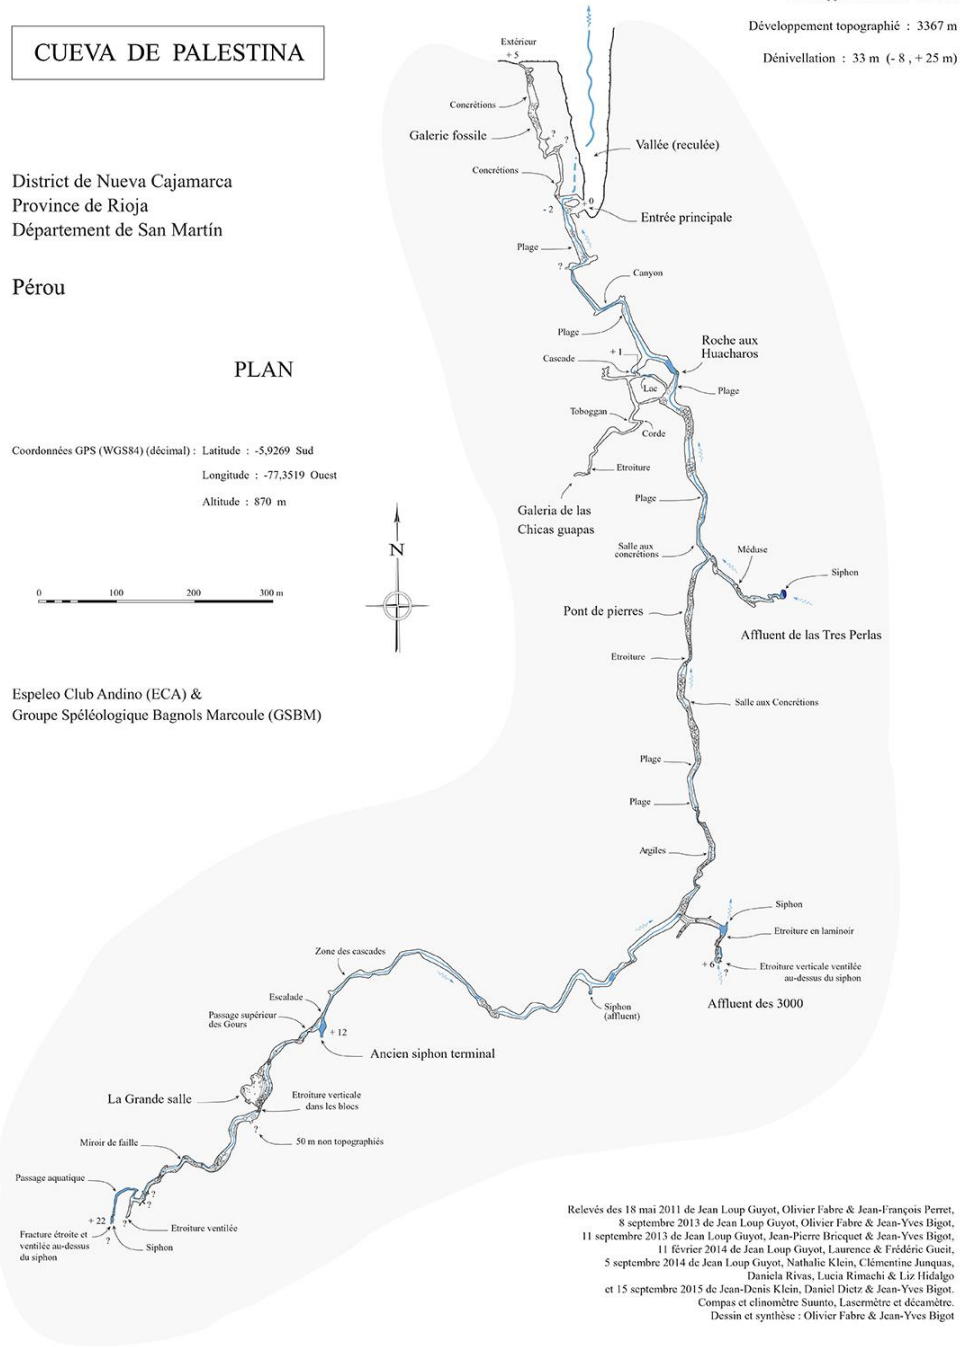 Développement topographié : 3367 m
CUEVA DE PALESTINA
Dénivellation : 33 m (- 8 , + 25 m)
District de Nueva Cajamarca
Province de Rioja
Département de San Martín
Pérou
PLAN
Coordonnées GPS (WGS84) (décimal) : Latitude : -5,9269 Sud
Longitude : -77,3519 Ouest
Altitude : 870 m
0 100 200 300 m
N
Espeleo Club Andino (ECA) &
Groupe Spéléologique Bagnols Marcoule (GSBM)
Extérieur
+ 5
Concrétions
Galerie fossile
?
?
Vallée (reculée)
Concrétions
- 2
+ 0
Entrée principale
Plage
?
Canyon
Plage
Roche aux
Huacharos
+ 1
Cascade
Lac
Plage
Toboggan
Corde
Etroiture
Plage
Galeria de las
Chicas guapas
Salle aux
concrétions
Méduse
Siphon
Pont de pierres
Affluent de las Tres Perlas
Etroiture
Salle aux Concrétions
Plage
Plage
Argiles
Siphon
Etroiture en laminoir
+ 6
?
Etroiture verticale ventilée
au-dessus du siphon
Affluent des 3000
Zone des cascades
Siphon
(affluent)
Escalade
Passage supérieur
des Gours
+ 12
Ancien siphon terminal
La Grande salle
Etroiture verticale
dans les blocs
?
50 m non topographiés
Miroir de faille
Passage aquatique
?
?
+ 22
?
Etroiture ventilée
Fracture étroite et
ventilée au-dessus
du siphon
?
Siphon
Relevés des 18 mai 2011 de Jean Loup Guyot, Olivier Fabre & Jean-François Perret,
8 septembre 2013 de Jean Loup Guyot, Olivier Fabre & Jean-Yves Bigot,
11 septembre 2013 de Jean Loup Guyot, Jean-Pierre Bricquet & Jean-Yves Bigot,
11 février 2014 de Jean Loup Guyot, Laurence & Frédéric Gueit,
5 septembre 2014 de Jean Loup Guyot, Nathalie Klein, Clémentine Junquas,
Daniela Rivas, Lucia Rimachi & Liz Hidalgo
et 15 septembre 2015 de Jean-Denis Klein, Daniel Dietz & Jean-Yves Bigot.
Compas et clinomètre Suunto, Lasermètre et décamètre.
Dessin et synthèse : Olivier Fabre & Jean-Yves Bigot